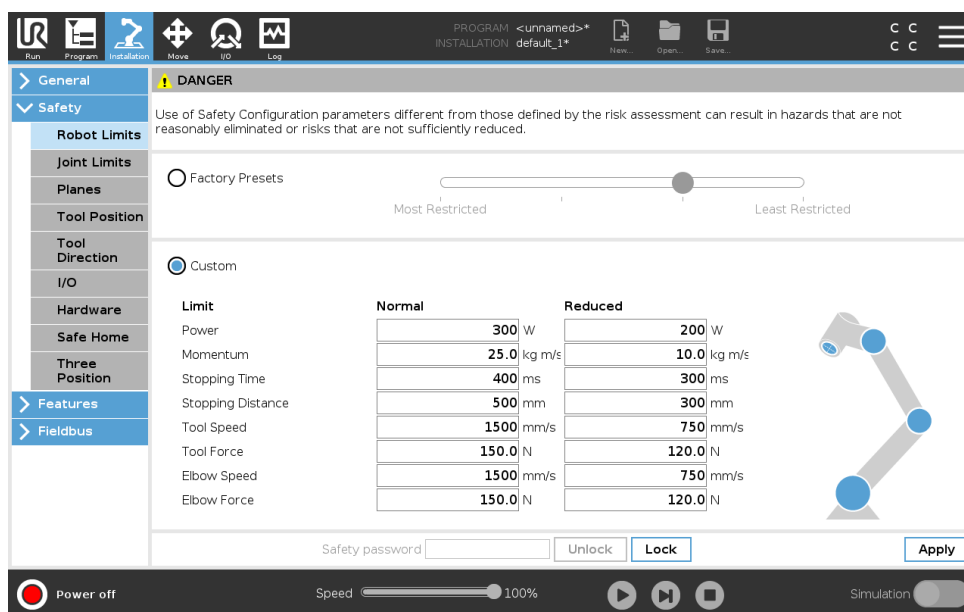 UR
PROGRAM <unnamed>*
INSTALLATION default_1*
Run Program Installation Move I/O Log New... Open... Save...
C C
C C
General
Safety
Robot Limits
Joint Limits
Planes
Tool Position
Tool
Direction
I/O
Hardware
Safe Home
Three
Position
Features
Fieldbus
DANGER
Use of Safety Configuration parameters different from those defined by the risk assessment can result in hazards that are not
reasonably eliminated or risks that are not sufficiently reduced.
Factory Presets
Most Restricted Least Restricted
Custom
Limit Normal Reduced
Power 300 W 200 W
Momentum 25.0 kg m/s 10.0 kg m/s
Stopping Time 400 ms 300 ms
Stopping Distance 500 mm 300 mm
Tool Speed 1500 mm/s 750 mm/s
Tool Force 150.0 N 120.0 N
Elbow Speed 1500 mm/s 750 mm/s
Elbow Force 150.0 N 120.0 N
Safety password Unlock Lock Apply
Power off Speed 100% Simulation